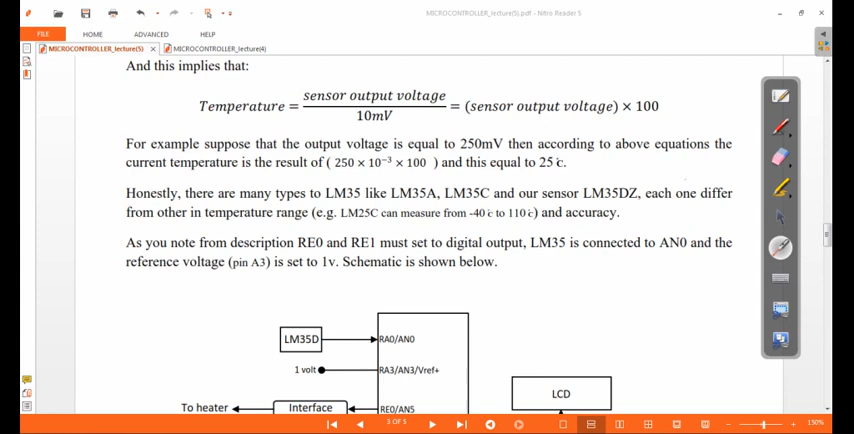 MICROCONTROLLER_lecture(5).pdf - Nitro Reader 5
FILE HOME ADVANCED HELP
MICROCONTROLLER_lecture(5) × MICROCONTROLLER_lecture(4)
And this implies that:
Temperature = sensor output voltage / 10mV = (sensor output voltage) × 100
For example suppose that the output voltage is equal to 250mV then according to above equations the
current temperature is the result of ( 250 × 10⁻³ × 100 ) and this equal to 25 c.
Honestly, there are many types to LM35 like LM35A, LM35C and our sensor LM35DZ, each one differ
from other in temperature range (e.g. LM25C can measure from -40 c to 110 c) and accuracy.
As you note from description RE0 and RE1 must set to digital output, LM35 is connected to AN0 and the
reference voltage (pin A3) is set to 1v. Schematic is shown below.
LM35D RA0/AN0
1 volt RA3/AN3/Vref+
LCD
To heater Interface RE0/AN5
3 OF 5
150%